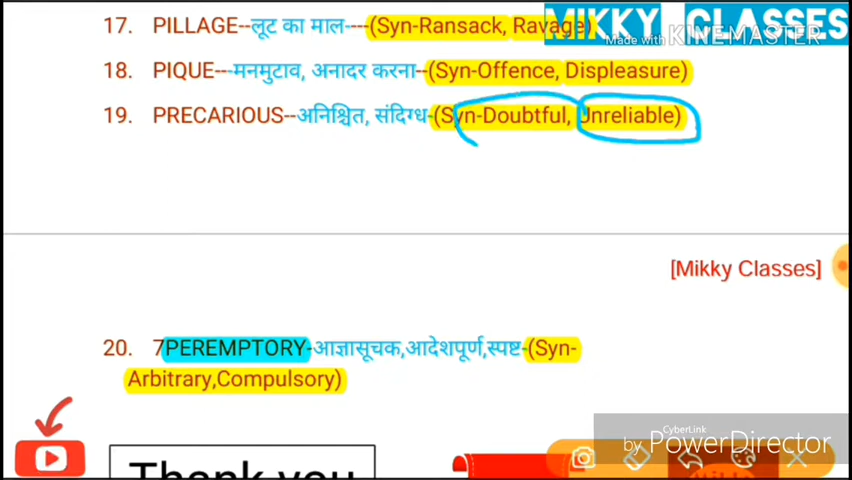 MIKKY CLASSES
17. PILLAGE--लूट का माल----(Syn-Ransack, Ravage)
Made with KINEMASTER
18. PIQUE---मनमुटाव, अनादर करना--(Syn-Offence, Displeasure)
19. PRECARIOUS--अनिश्चित, संदिग्ध-(Syn-Doubtful, Unreliable)
[Mikky Classes]
20. 7PEREMPTORY-आज्ञासूचक,आदेशपूर्ण,स्पष्ट-(Syn-
Arbitrary,Compulsory)
CyberLink
by PowerDirector
Thank you